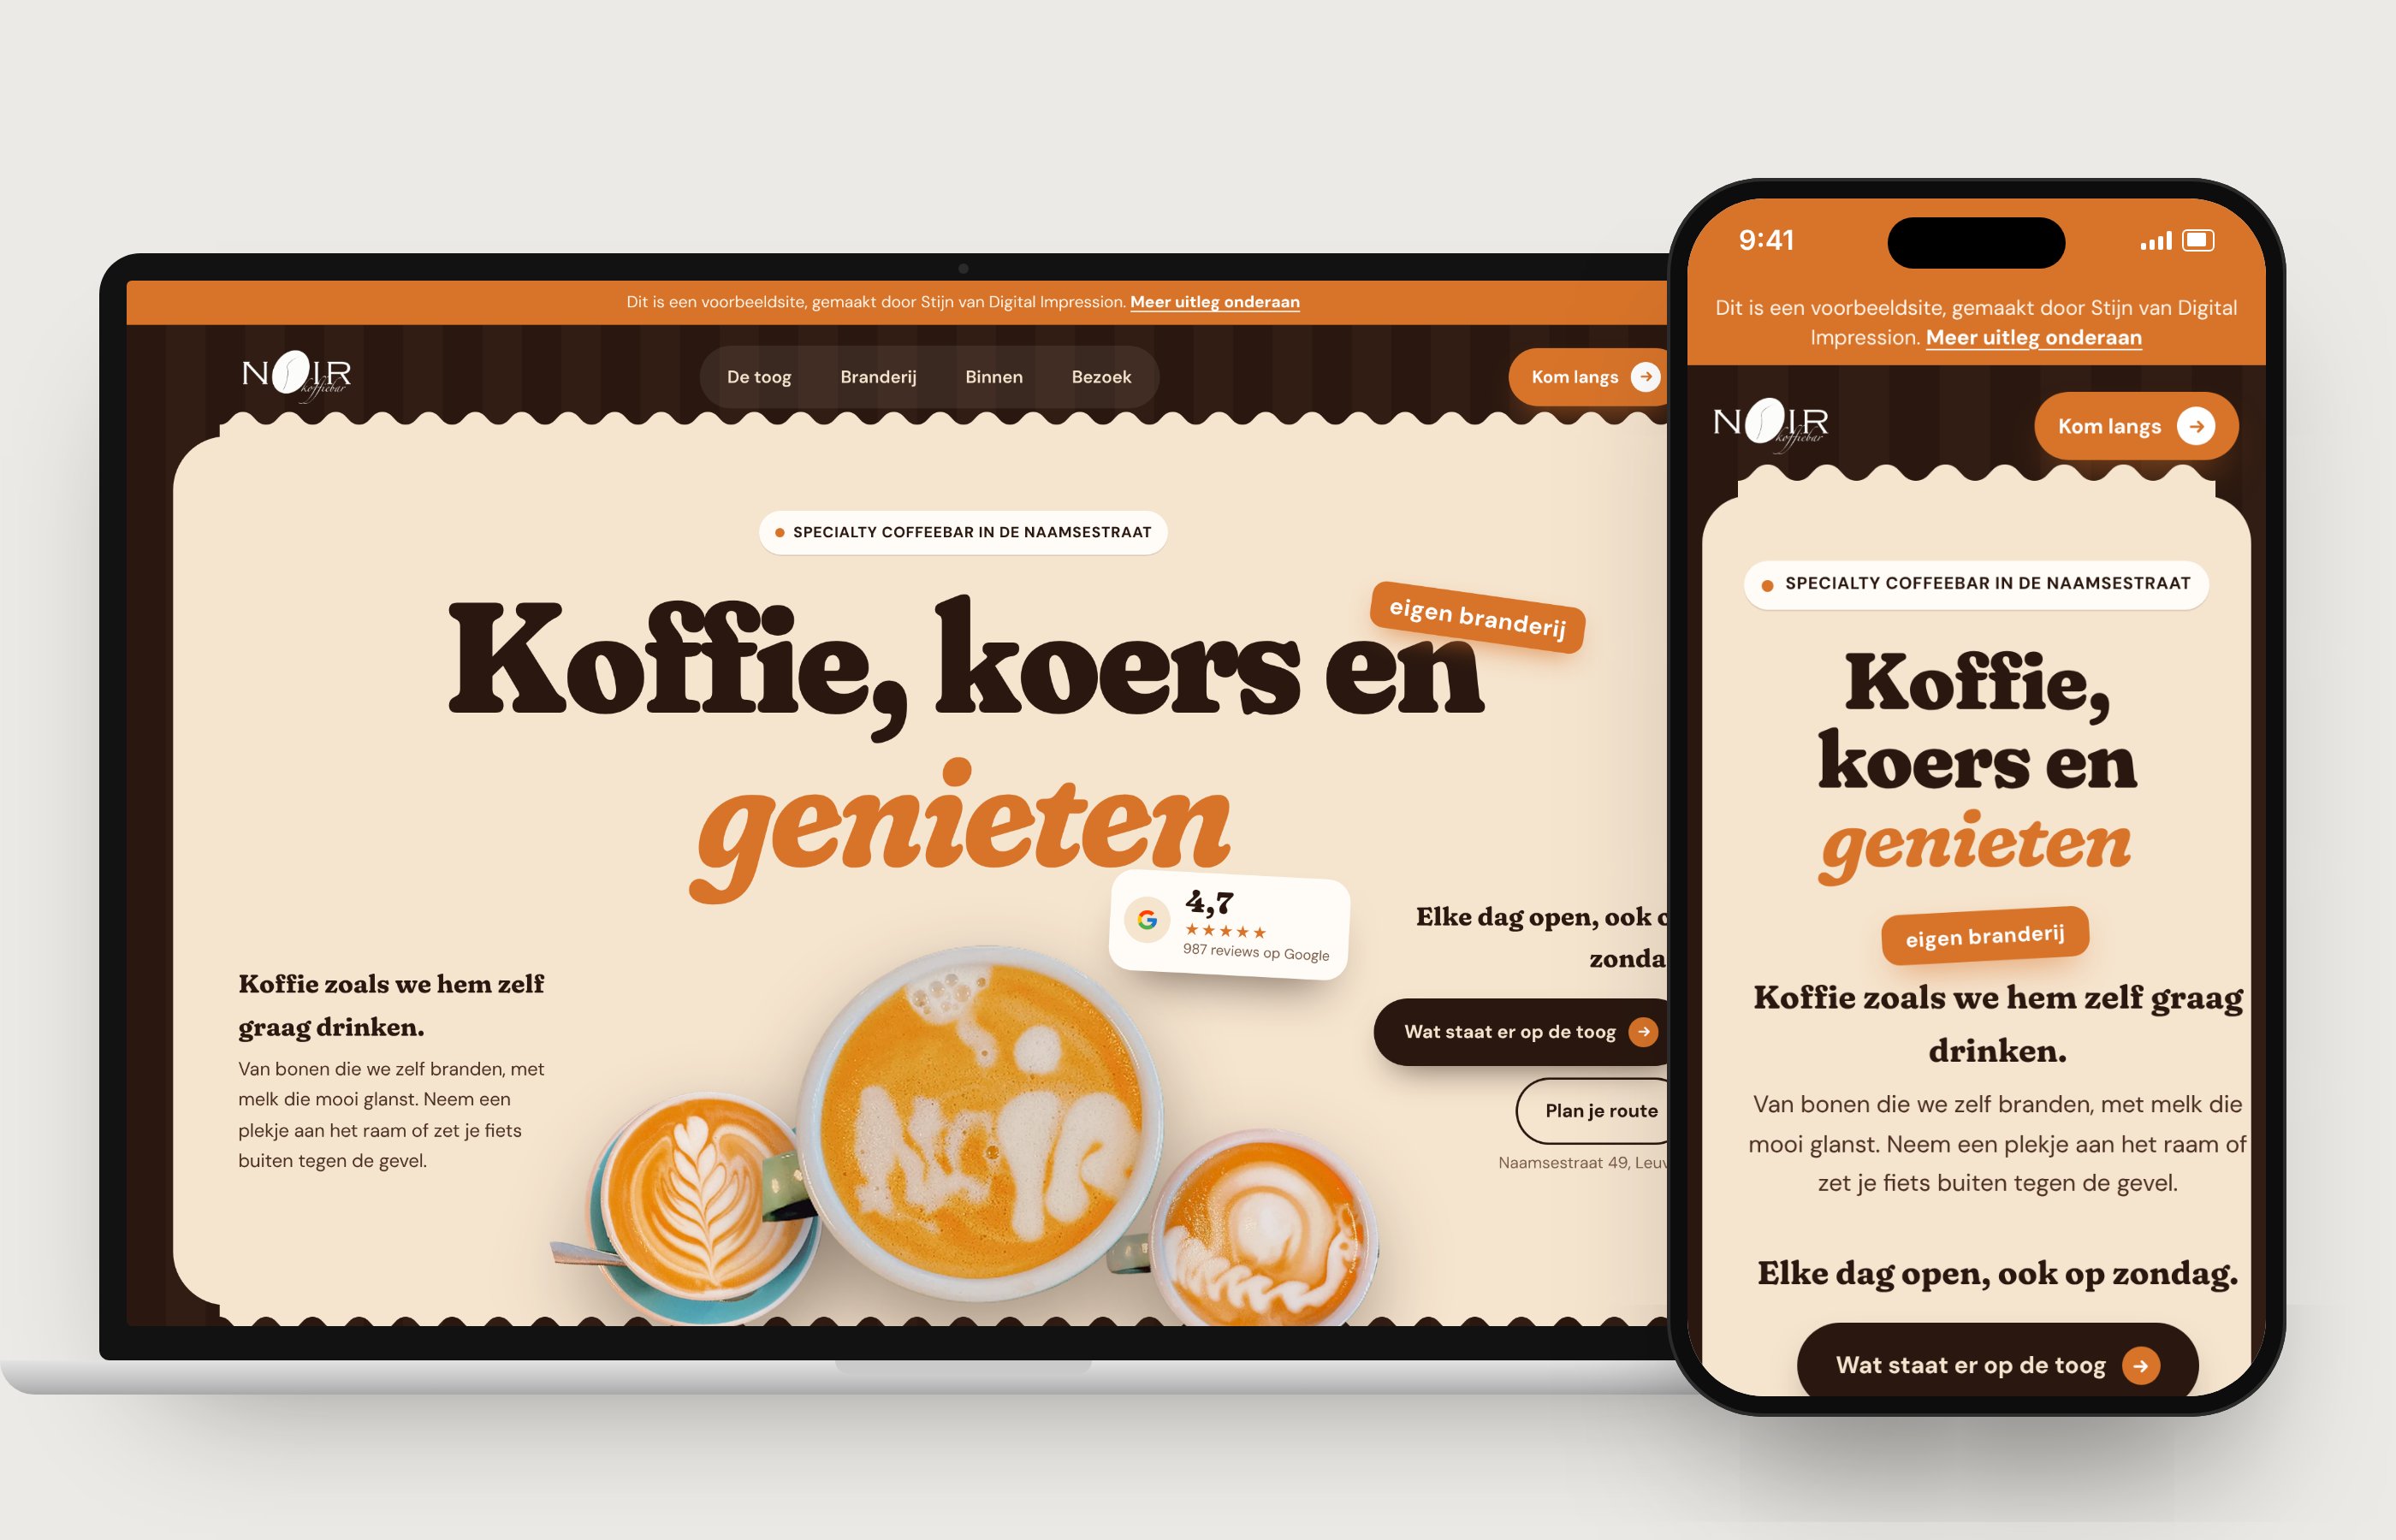 Dit is een voorbeeldsite, gemaakt door Stijn van Digital Impression. Meer uitleg onderaan
NOIR
koffiebar
De toog
Branderij
Binnen
Bezoek
Kom langs
SPECIALTY COFFEEBAR IN DE NAAMSESTRAAT
eigen branderij
Koffie, koers en
genieten
4,7
987 reviews op Google
Koffie zoals we hem zelf
graag drinken.
Van bonen die we zelf branden, met
melk die mooi glanst. Neem een
plekje aan het raam of zet je fiets
buiten tegen de gevel.
NOIR
Elke dag open, ook
Wat staat er op de toog
Plan je route
Naamsestraat 49,
9:41
Dit is een voorbeeldsite, gemaakt door Stijn van Digital
Impression. Meer uitleg onderaan
NOIR
koffiebar
Kom langs
SPECIALTY COFFEEBAR IN DE NAAMSESTRAAT
Koffie,
koers en
genieten
eigen branderij
Koffie zoals we hem zelf graag
drinken.
Van bonen die we zelf branden, met melk die
mooi glanst. Neem een plekje aan het raam of
zet je fiets buiten tegen de gevel.
Elke dag open, ook op zondag.
Wat staat er op de toog